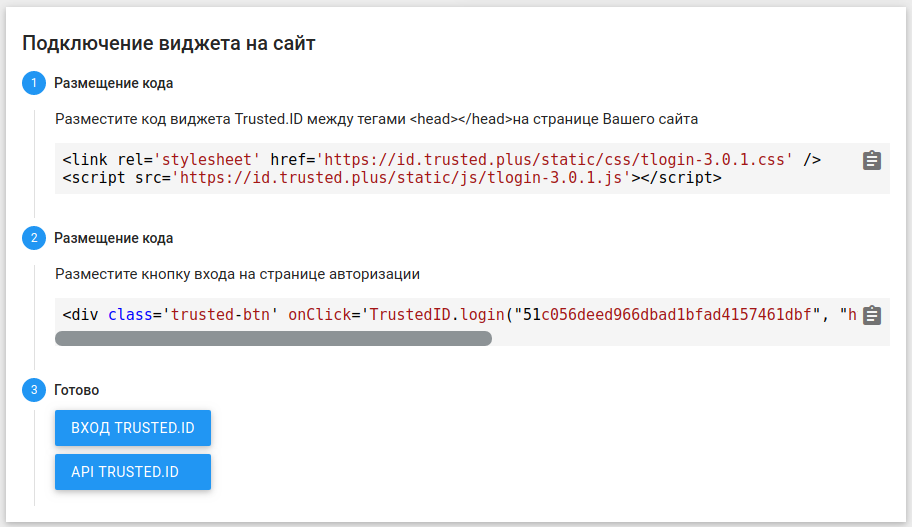 Подключение виджета на сайт
1 Размещение кода
Разместите код виджета Trusted.ID между тегами <head></head>на странице Вашего сайта
<link rel='stylesheet' href='https://id.trusted.plus/static/css/tlogin-3.0.1.css' />
<script src='https://id.trusted.plus/static/js/tlogin-3.0.1.js'></script>
2 Размещение кода
Разместите кнопку входа на странице авторизации
<div class='trusted-btn' onClick='TrustedID.login("51c056deed966dbad1bfad4157461dbf", "h
3 Готово
ВХОД TRUSTED.ID
API TRUSTED.ID